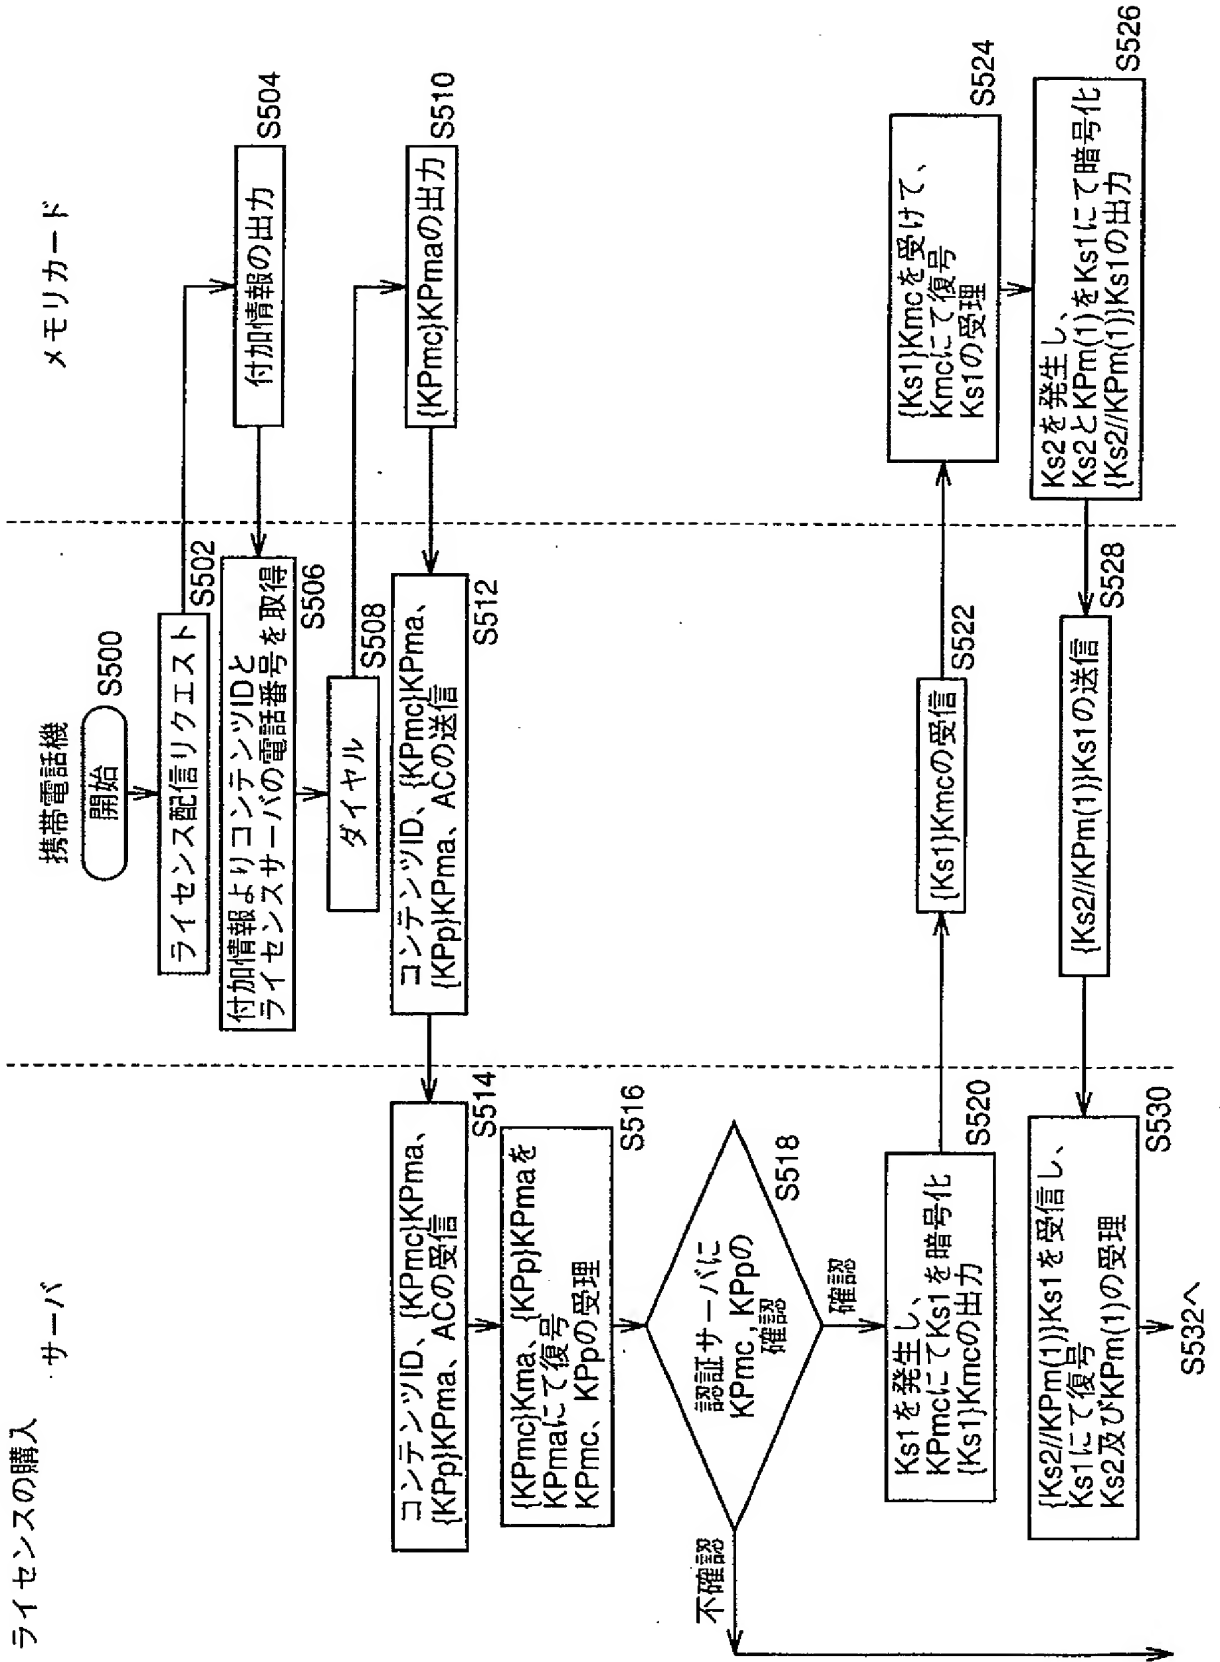 ライセンスの購入
サーバ
携帯電話機
メモリカード
開始
S500
ライセンス配信リクエスト
S502
付加情報の出力
S504
付加情報よりコンテンツIDと
ライセンスサーバの電話番号を取得
S506
ダイヤル
S508
{KPmc}KPmaの出力
S510
コンテンツID、{KPmc}KPma、
{KPp}KPma、ACの送信
S512
コンテンツID、{KPmc}KPma、
{KPp}KPma、ACの受信
S514
{KPmc}Kma、{KPp}KPmaを
KPmaにて復号
KPmc、KPpの受理
S516
認証サーバに
KPmc,KPpの
確認
S518
不確認
確認
Ks1を発生し、
KPmcにてKs1を暗号化
{Ks1}Kmcの出力
S520
{Ks1}Kmcの受信
S522
{Ks1}Kmcを受けて、
Kmcにて復号
Ks1の受理
S524
Ks2を発生し、
Ks2とKPm(1)をKs1にて暗号化
{Ks2//KPm(1)}Ks1の出力
S526
{Ks2//KPm(1)}Ks1の送信
S528
{Ks2//KPm(1)}Ks1を受信し、
Ks1にて復号
Ks2及びKPm(1)の受理
S530
S532へ